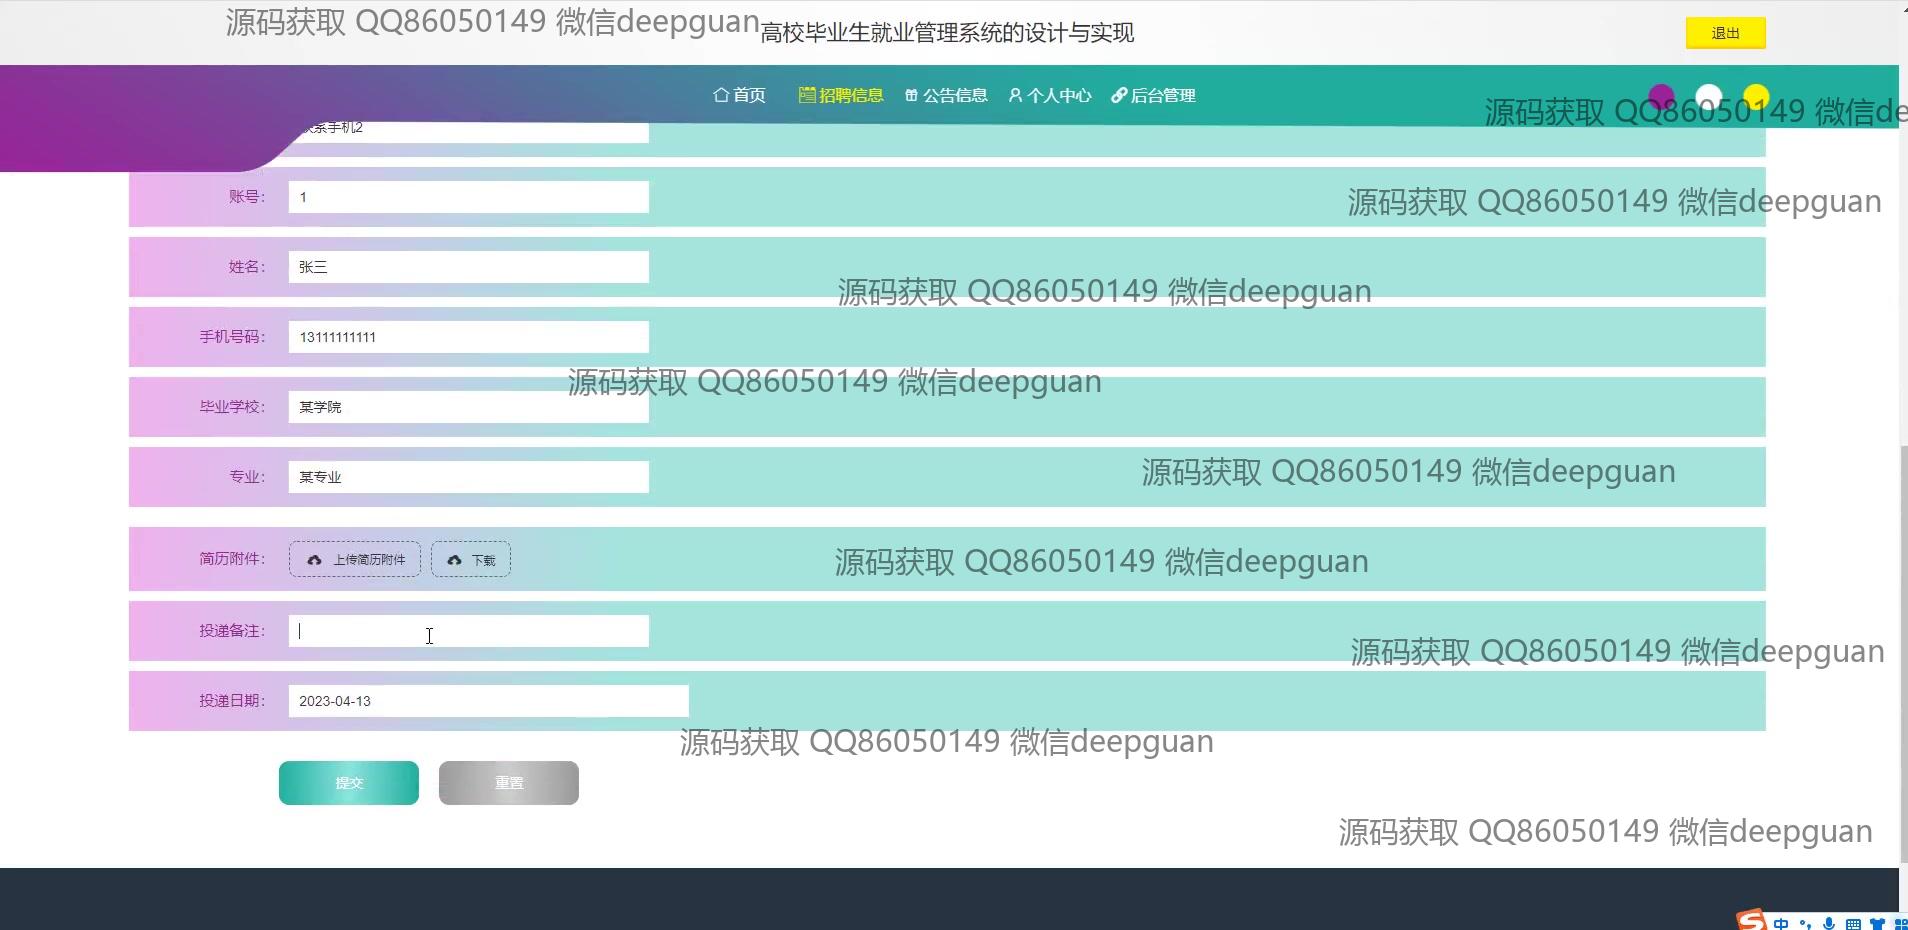 源码获取 QQ86050149 微信deepguan
高校毕业生就业管理系统的设计与实现
退出
首页 招聘信息 公告信息 个人中心 后台管理
源码获取 QQ86050149 微信de
系手机2
账号： 1
源码获取 QQ86050149 微信deepguan
姓名： 张三
源码获取 QQ86050149 微信deepguan
手机号码： 13111111111
源码获取 QQ86050149 微信deepguan
毕业学校： 某学院
专业： 某专业
源码获取 QQ86050149 微信deepguan
简历附件： 上传简历附件 下载
源码获取 QQ86050149 微信deepguan
投递备注：
源码获取 QQ86050149 微信deepguan
投递日期： 2023-04-13
源码获取 QQ86050149 微信deepguan
提交 重置
源码获取 QQ86050149 微信deepguan
S 中